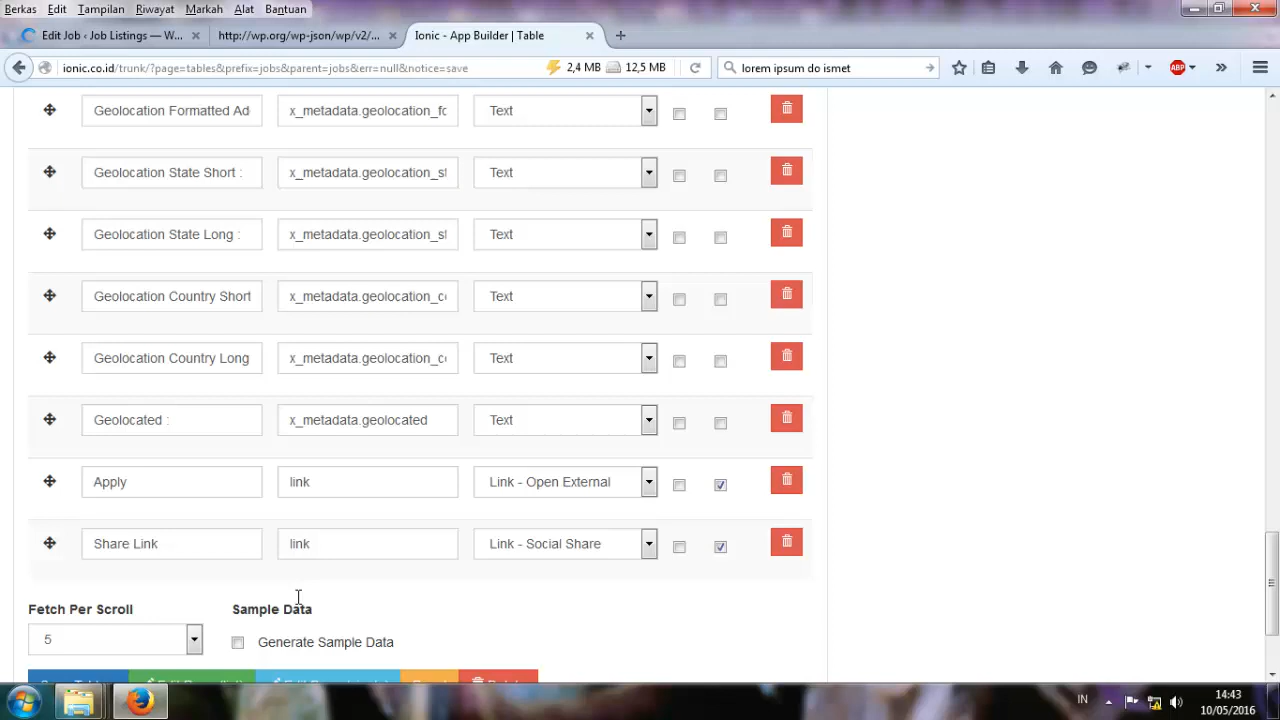 Berkas Edit Tampilan Riwayat Markah Alat Bantuan
Edit Job ‹ Job Listings — W... http://wp.org/wp-json/wp/v2/... Ionic - App Builder | Table
ionic.co.id/trunk/?page=tables&prefix=jobs&parent=jobs&err=null&notice=save 2,4 MB 12,5 MB lorem ipsum do ismet ABP
Geolocation Formatted Ad x_metadata.geolocation_fo Text
Geolocation State Short : x_metadata.geolocation_st Text
Geolocation State Long : x_metadata.geolocation_st Text
Geolocation Country Short x_metadata.geolocation_co Text
Geolocation Country Long x_metadata.geolocation_co Text
Geolocated : x_metadata.geolocated Text
Apply link Link - Open External
Share Link link Link - Social Share
Fetch Per Scroll Sample Data
5 Generate Sample Data
IN 14:43
10/05/2016